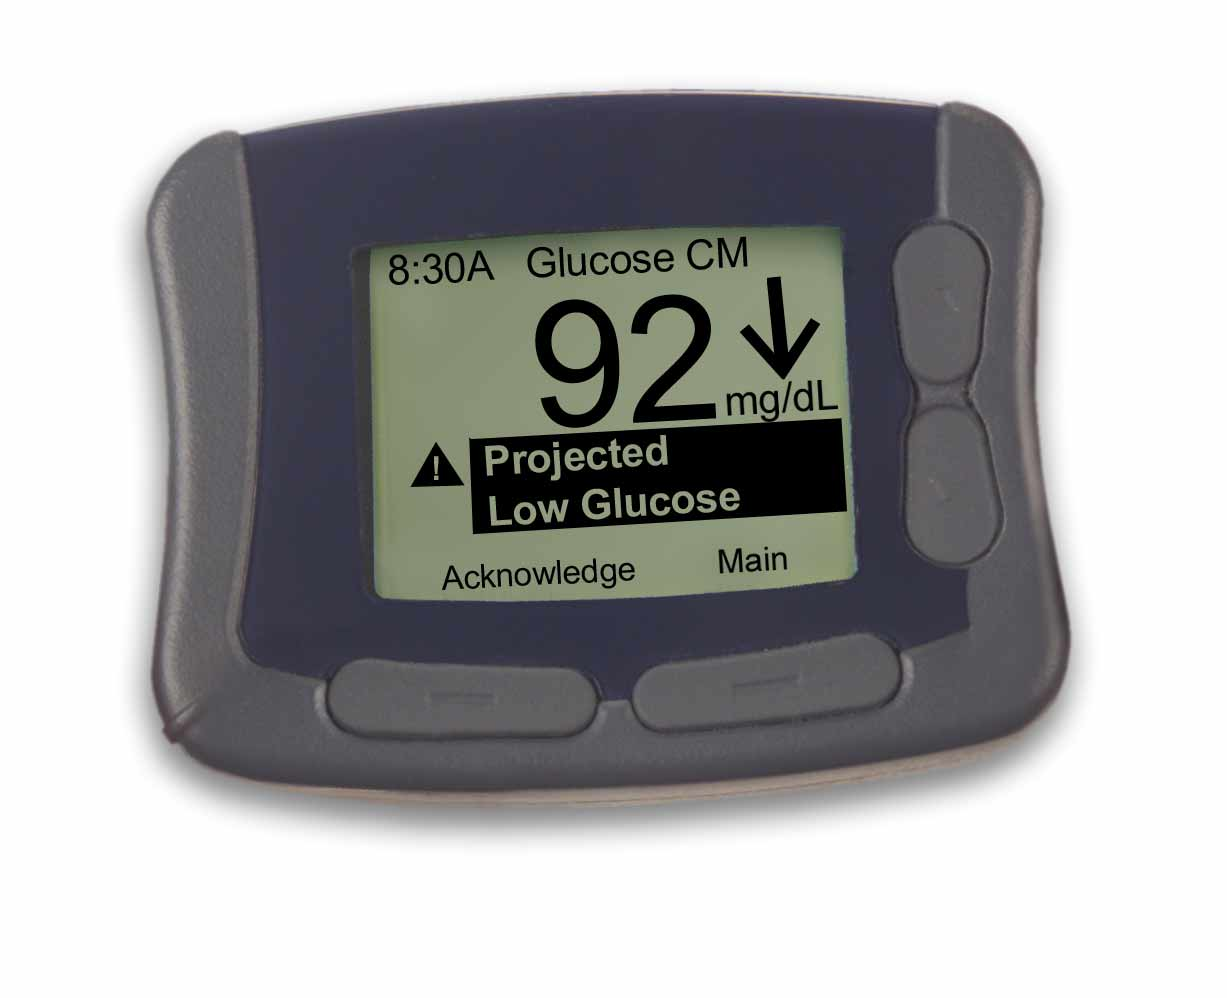 8:30A Glucose CM
92
mg/dL
!
Projected
Low Glucose
Acknowledge Main